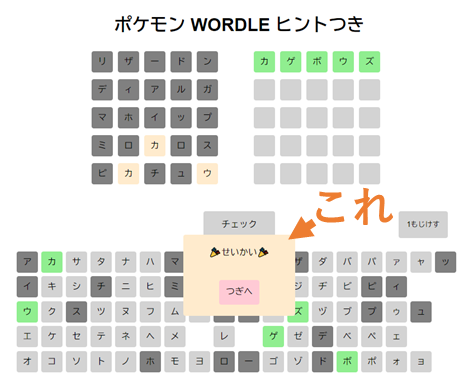 ポケモン WORDLE ヒントつき
リ ザ ー ド ン
カ ゲ ボ ウ ズ
ディ ア ル ガ
マ ホ イ ッ プ
ミ ロ カ ロ ス
ピ カ チュ ウ
これ
チェック
1もじけす
🎉せいかい🎉
つぎへ
ア カ サ タ ナ ハ マ ザ ダ バ パ ァ ャ ッ
イ キ シ チ ニ ヒ ミ ジ ヂ ビ ピ ィ
ウ ク ス ツ ヌ フ ム ズ ヅ ブ プ ゥ ュ
エ ケ セ テ ネ ヘ メ レ ゲ ゼ デ ベ ペ ェ
オ コ ソ ト ノ ホ モ ヨ ロ ー ゴ ゾ ド ボ ポ ォ ョ